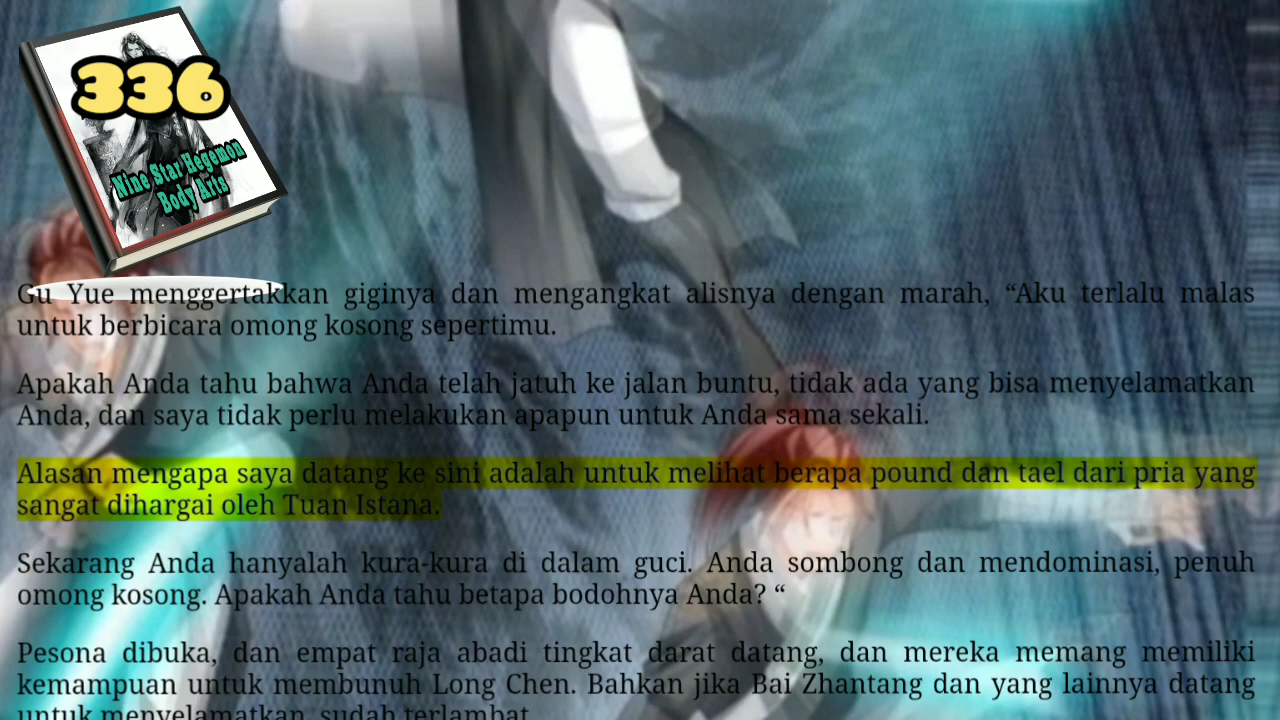 336
Nine Star Hegemon
Body Arts
Gu Yue menggertakkan giginya dan mengangkat alisnya dengan marah, “Aku terlalu malas
untuk berbicara omong kosong sepertimu.
Apakah Anda tahu bahwa Anda telah jatuh ke jalan buntu, tidak ada yang bisa menyelamatkan
Anda, dan saya tidak perlu melakukan apapun untuk Anda sama sekali.
Alasan mengapa saya datang ke sini adalah untuk melihat berapa pound dan tael dari pria yang
sangat dihargai oleh Tuan Istana.
Sekarang Anda hanyalah kura-kura di dalam guci. Anda sombong dan mendominasi, penuh
omong kosong. Apakah Anda tahu betapa bodohnya Anda? “
Pesona dibuka, dan empat raja abadi tingkat darat datang, dan mereka memang memiliki
kemampuan untuk membunuh Long Chen. Bahkan jika Bai Zhantang dan yang lainnya datang
untuk menyelamatkan, sudah terlambat.